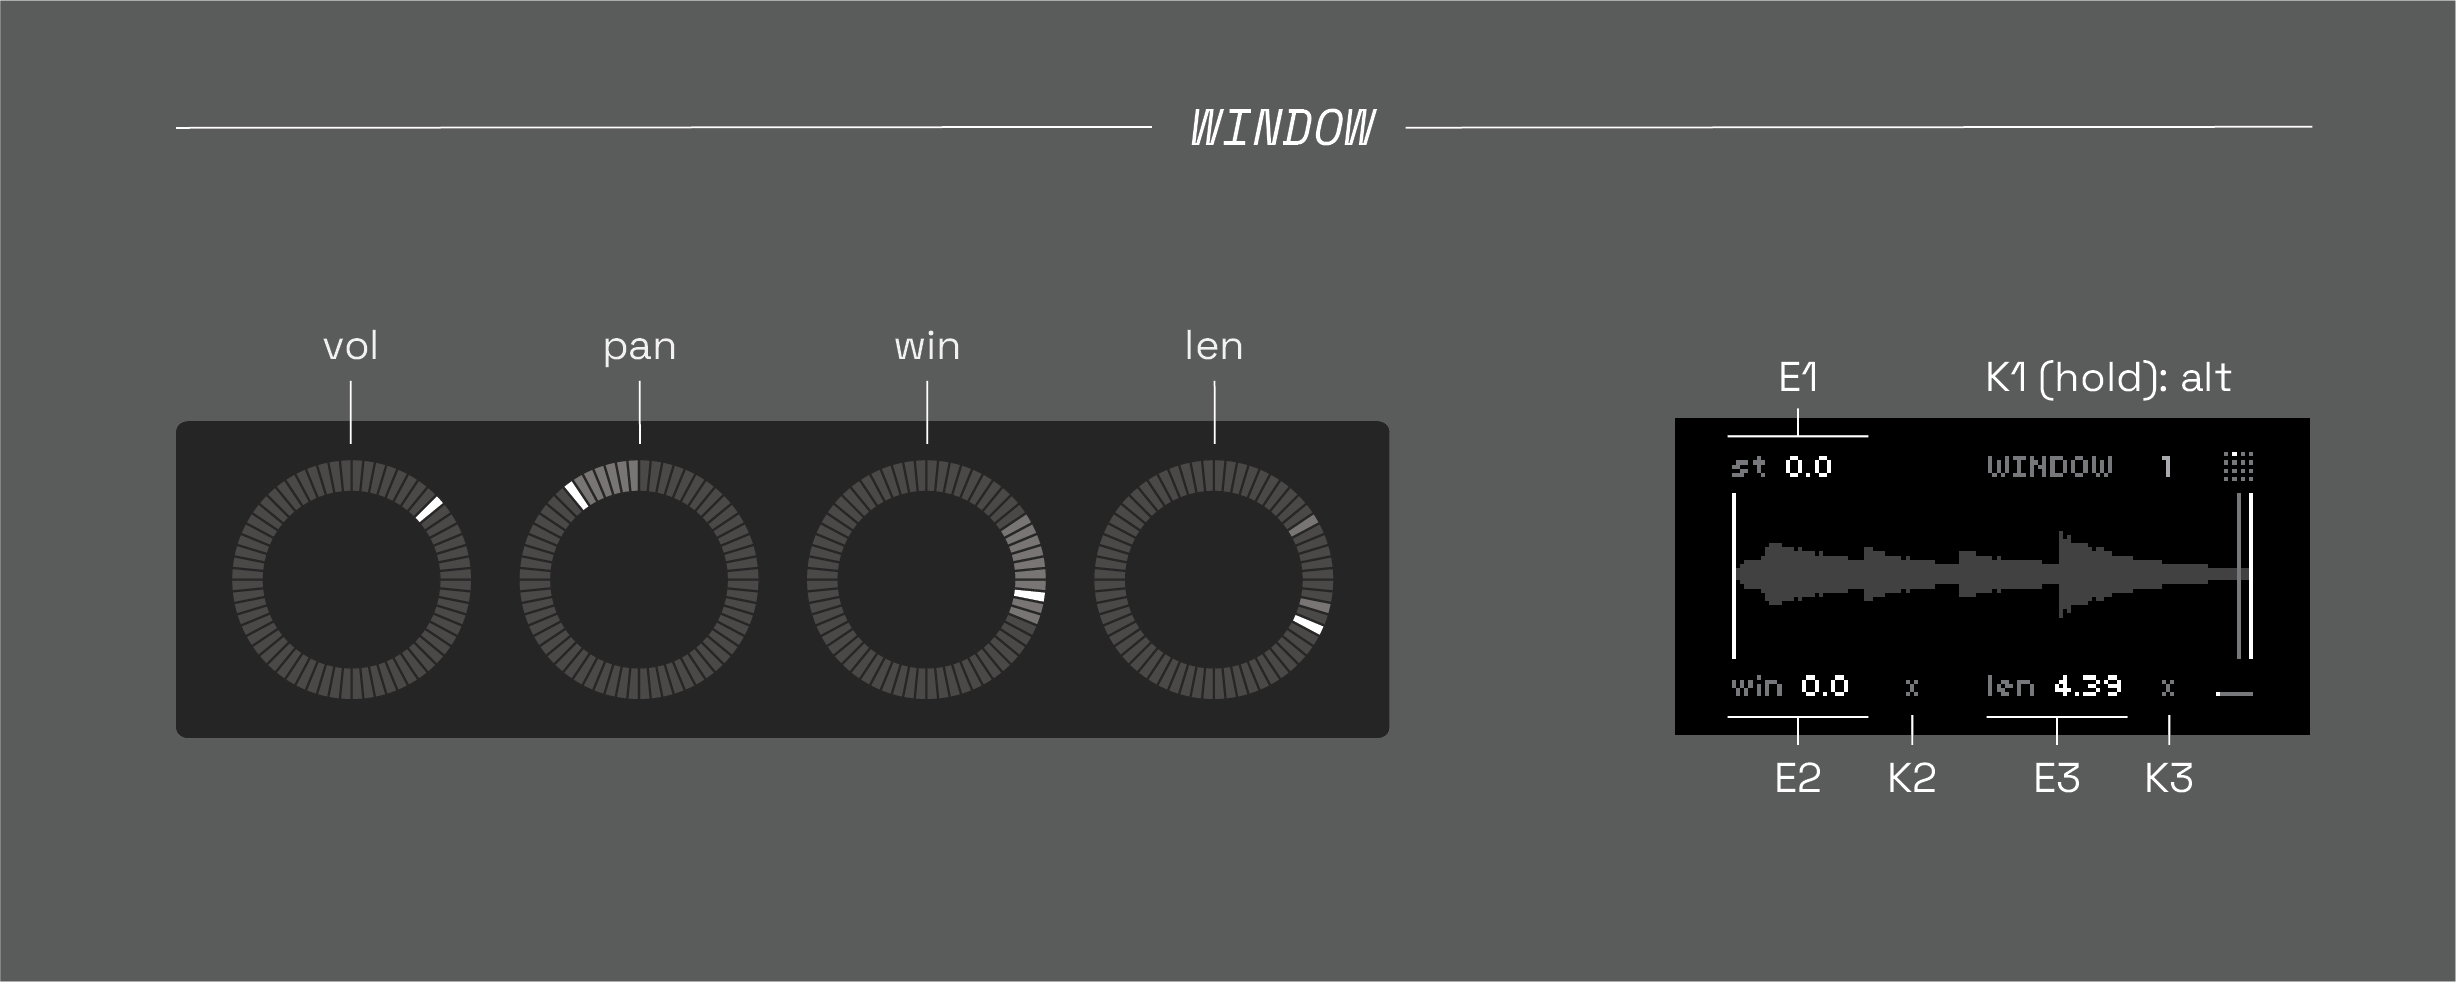 WINDOW
vol pan win len
E1 K1 (hold): alt
st 0.0 WINDOW 1
win 0.0 x len 4.39 x
E2 K2 E3 K3